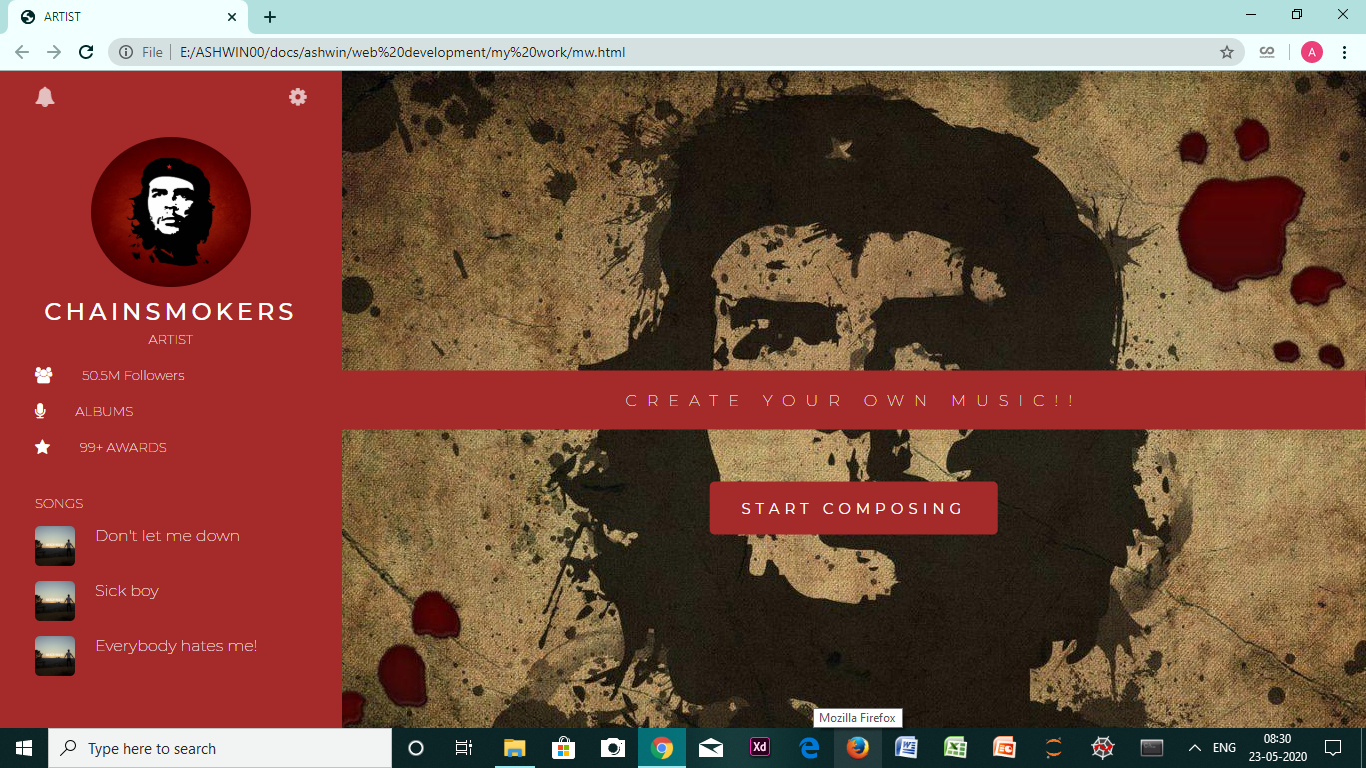 ARTIST
File
E:/ASHWIN00/docs/ashwin/web%20development/my%20work/mw.html
A
CHAINSMOKERS
ARTIST
50.5M Followers
ALBUMS
99+ AWARDS
SONGS
Don't let me down
Sick boy
Everybody hates me!
CREATE YOUR OWN MUSIC!!
START COMPOSING
Mozilla Firefox
Type here to search
Xd
ENG
08:30
23-05-2020